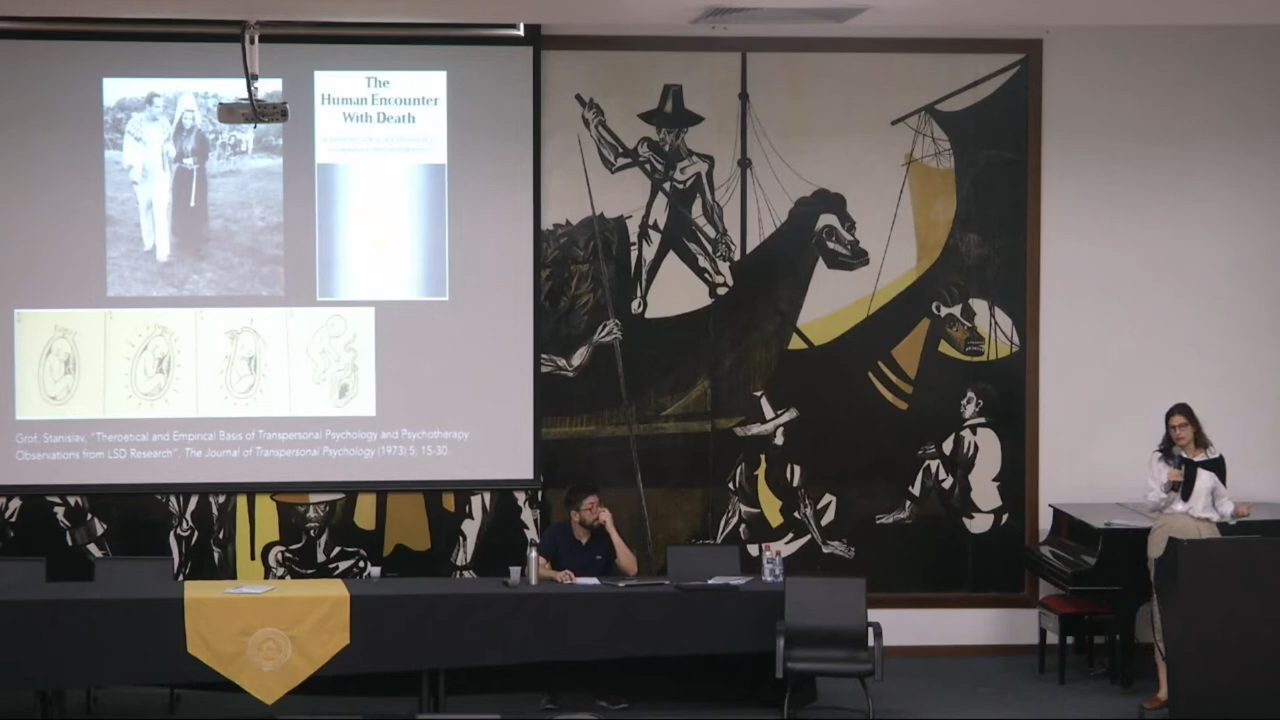 The
Human Encounter
With Death
Grof, Stanislav, "Theroetical and Empirical Basis of Transpersonal Psychology and Psychotherapy
Observations from LSD Research", The Journal of Transpersonal Psychology (1973) 5: 15-30.